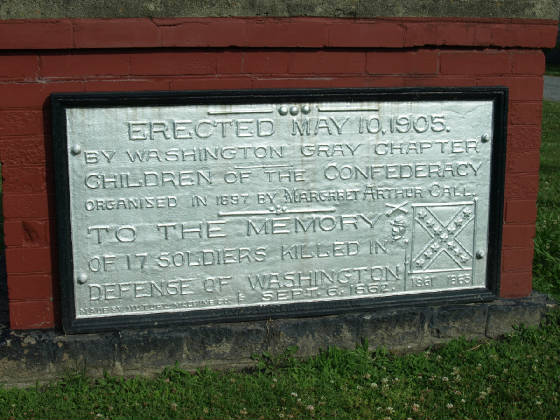 ERECTED MAY 10, 1905.
BY WASHINGTON GRAY CHAPTER
CHILDREN OF THE CONFEDERACY
ORGANISED IN 1897 BY MARGARET ARTHUR CALL.
TO THE MEMORY
OF 17 SOLDIERS KILLED IN
DEFENSE OF WASHINGTON
SEPT. 6, 1862.
1861 1865